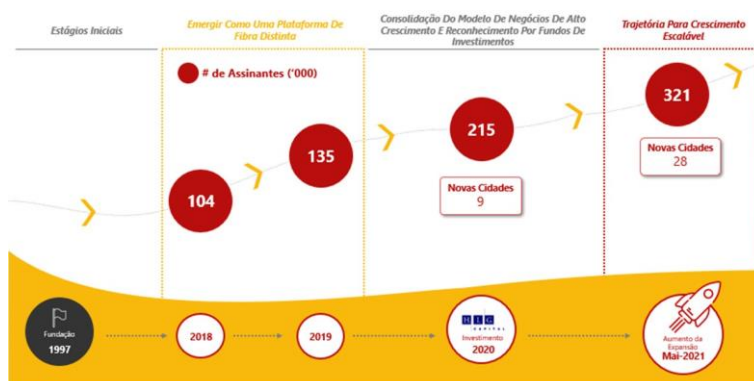 Estágios Iniciais
Emergir Como Uma Plataforma De
Fibra Distinta
Consolidação Do Modelo De Negócios De Alto
Crescimento E Reconhecimento Por Fundos De
Investimentos
Trajetória Para Crescimento
Escalável
# de Assinantes ('000)
104
135
215
321
Novas Cidades
9
Novas Cidades
28
Fundação
1997
2018
2019
HIG
CAPITAL
Investimento
2020
Aumento da
Expansão
Mai-2021